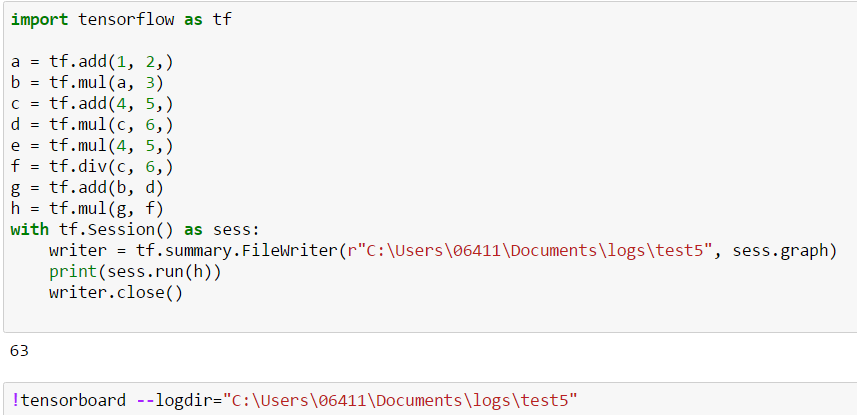 import tensorflow as tf
a = tf.add(1, 2,)
b = tf.mul(a, 3)
c = tf.add(4, 5,)
d = tf.mul(c, 6,)
e = tf.mul(4, 5,)
f = tf.div(c, 6,)
g = tf.add(b, d)
h = tf.mul(g, f)
with tf.Session() as sess:
    writer = tf.summary.FileWriter(r"C:\Users\06411\Documents\logs\test5", sess.graph)
    print(sess.run(h))
    writer.close()
63
!tensorboard --logdir="C:\Users\06411\Documents\logs\test5"